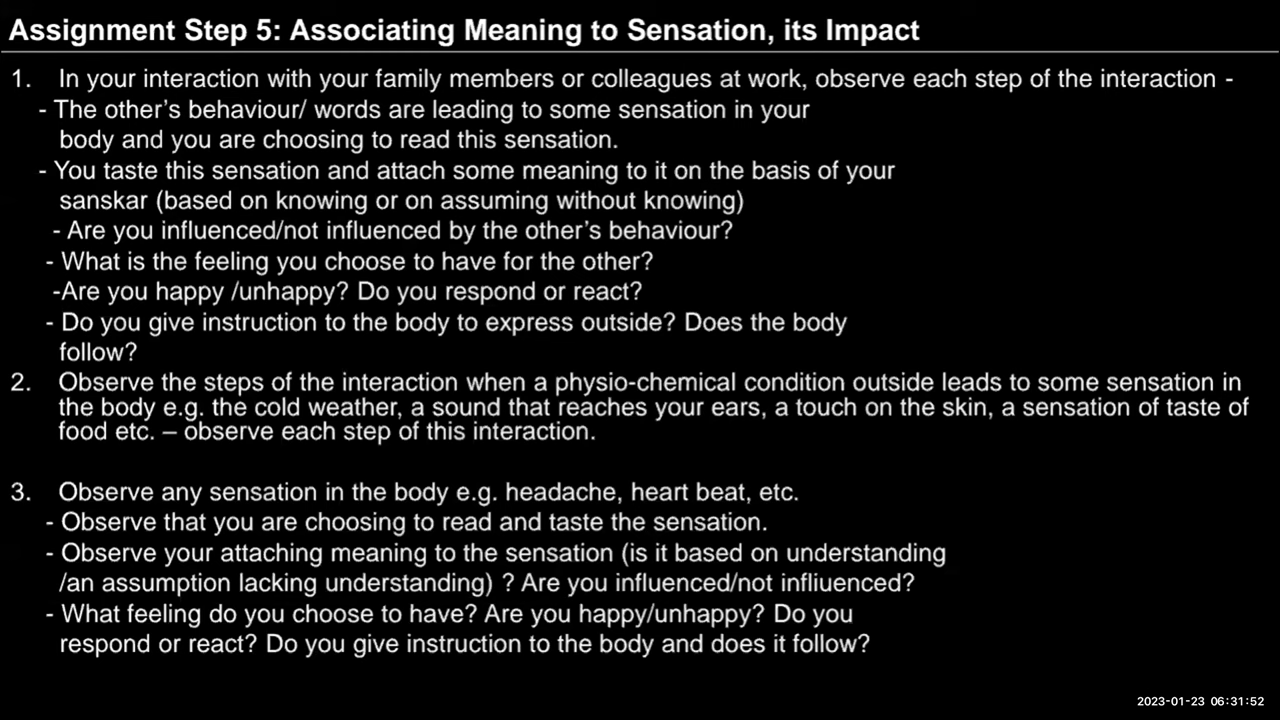 Assignment Step 5: Associating Meaning to Sensation, its Impact
1. In your interaction with your family members or colleagues at work, observe each step of the interaction -
- The other's behaviour/ words are leading to some sensation in your
body and you are choosing to read this sensation.
- You taste this sensation and attach some meaning to it on the basis of your
sanskar (based on knowing or on assuming without knowing)
- Are you influenced/not influenced by the other's behaviour?
- What is the feeling you choose to have for the other?
-Are you happy /unhappy? Do you respond or react?
- Do you give instruction to the body to express outside? Does the body
follow?
2. Observe the steps of the interaction when a physio-chemical condition outside leads to some sensation in
the body e.g. the cold weather, a sound that reaches your ears, a touch on the skin, a sensation of taste of
food etc. – observe each step of this interaction.
3. Observe any sensation in the body e.g. headache, heart beat, etc.
- Observe that you are choosing to read and taste the sensation.
- Observe your attaching meaning to the sensation (is it based on understanding
/an assumption lacking understanding) ? Are you influenced/not infliuenced?
- What feeling do you choose to have? Are you happy/unhappy? Do you
respond or react? Do you give instruction to the body and does it follow?
2023-01-23 06:31:52